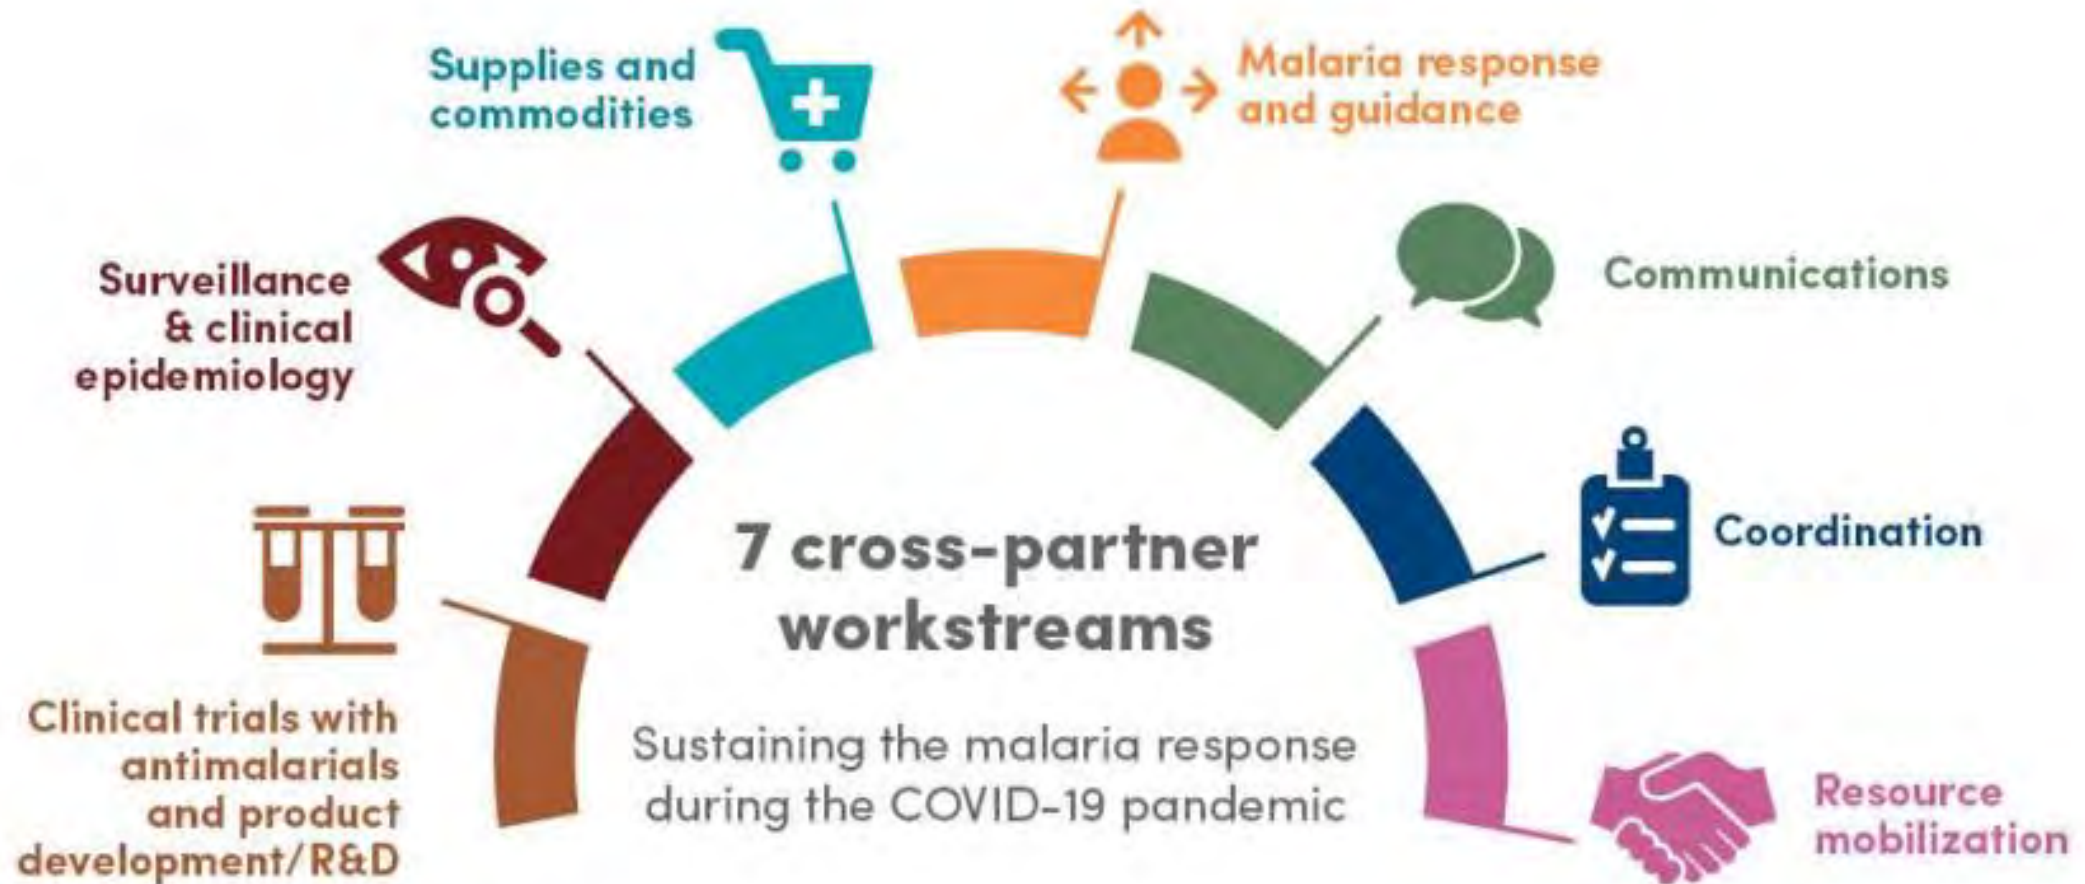 Supplies and
commodities
Malaria response
and guidance
Surveillance
& clinical
epidemiology
Communications
Coordination
7 cross-partner
workstreams
Clinical trials with
antimalarials
and product
development/R&D
Sustaining the malaria response
during the COVID-19 pandemic
Resource
mobilization